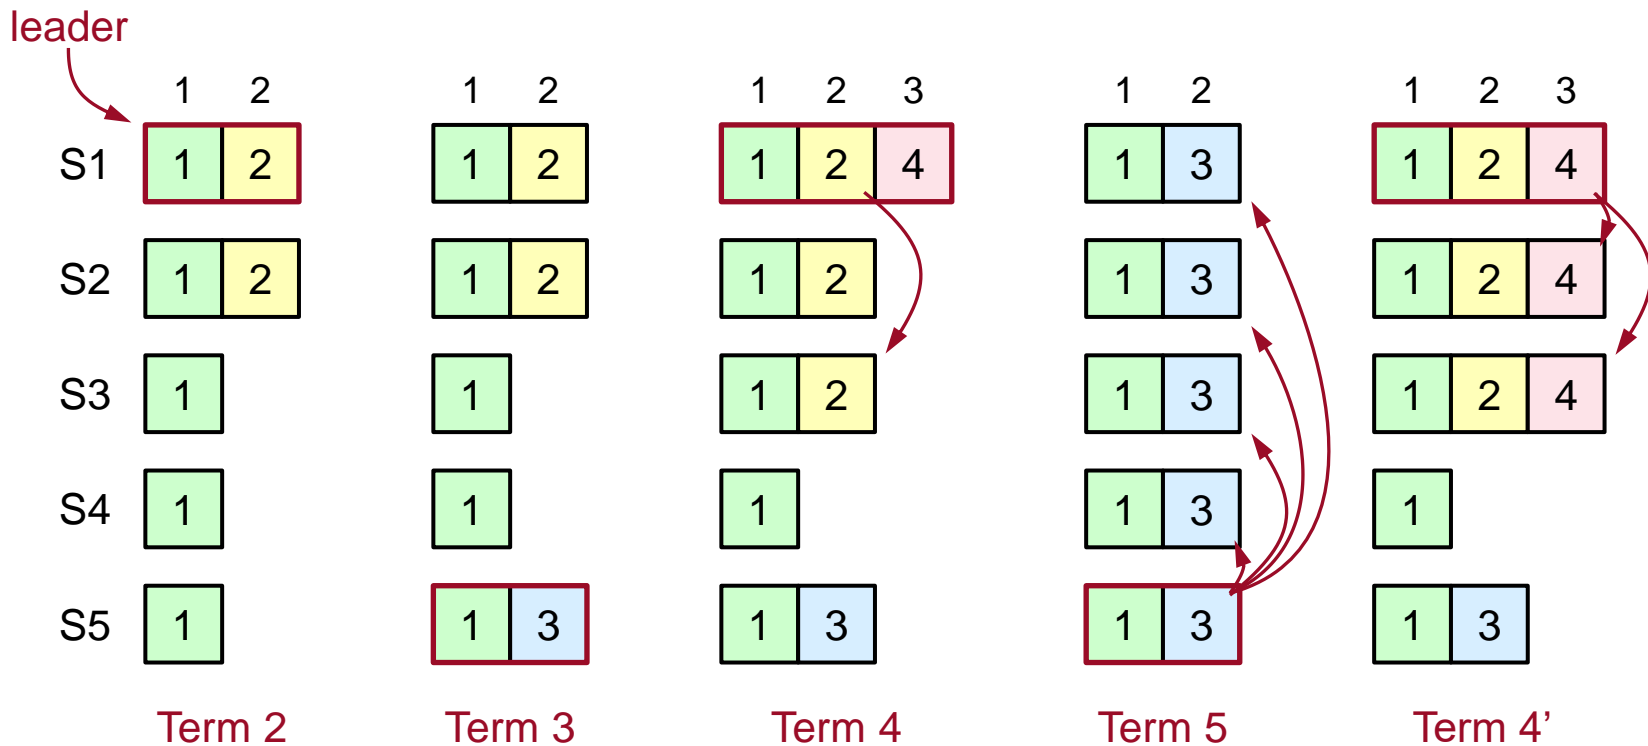 leader
1 2 1 2 1 2 3 1 2 1 2 3
S1 1 2 1 2 1 2 4 1 3 1 2 4
S2 1 2 1 2 1 2 1 3 1 2 4
S3 1 1 1 2 1 3 1 2 4
S4 1 1 1 1 3 1
S5 1 1 3 1 3 1 3 1 3
Term 2 Term 3 Term 4 Term 5 Term 4’